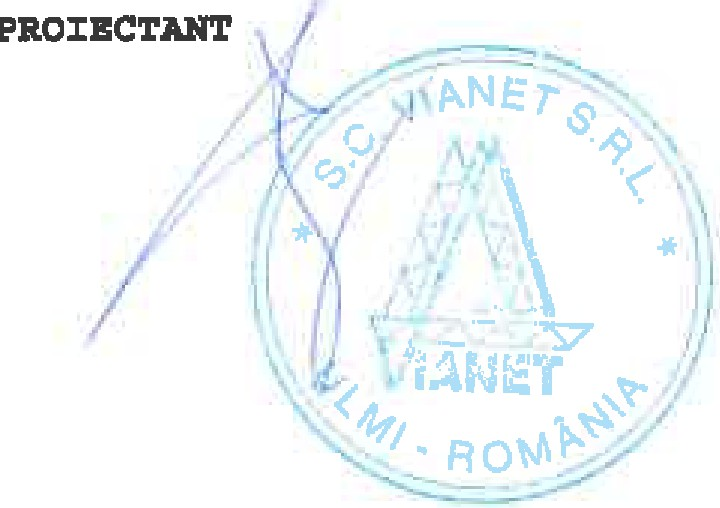 PROIECTANT
S.C. VIANET S.R.L.
VIANET
ROMÂNIA